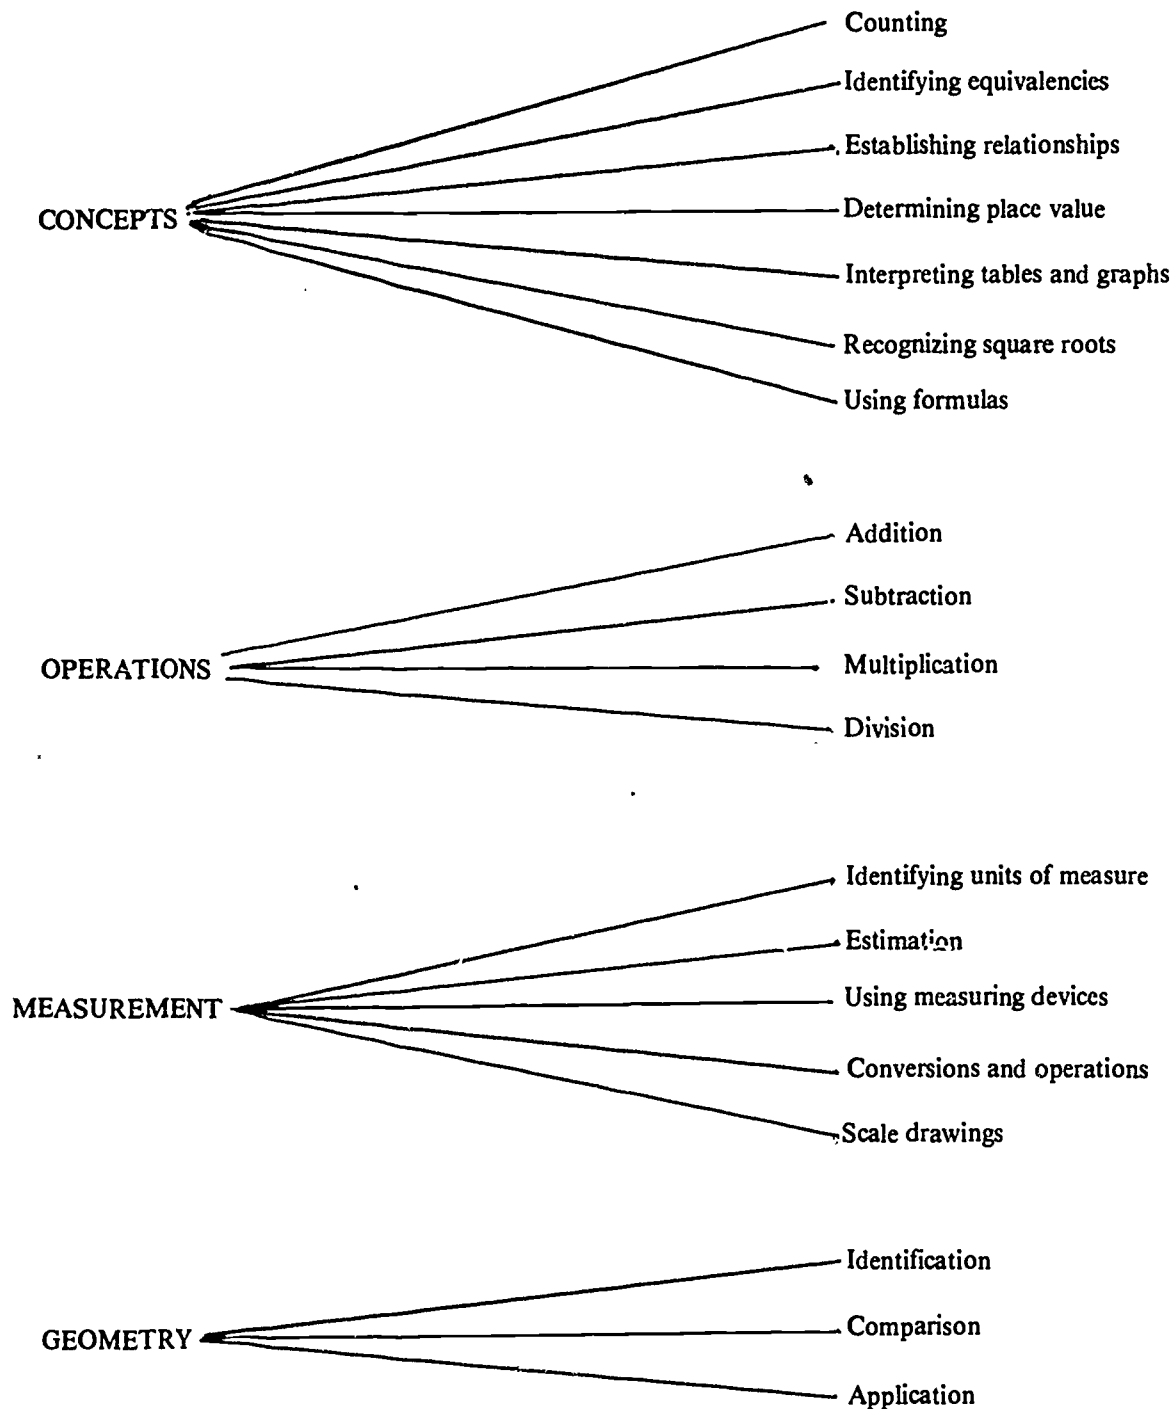 CONCEPTS
Counting
Identifying equivalencies
Establishing relationships
Determining place value
Interpreting tables and graphs
Recognizing square roots
Using formulas
OPERATIONS
Addition
Subtraction
Multiplication
Division
MEASUREMENT
Identifying units of measure
Estimation
Using measuring devices
Conversions and operations
Scale drawings
GEOMETRY
Identification
Comparison
Application